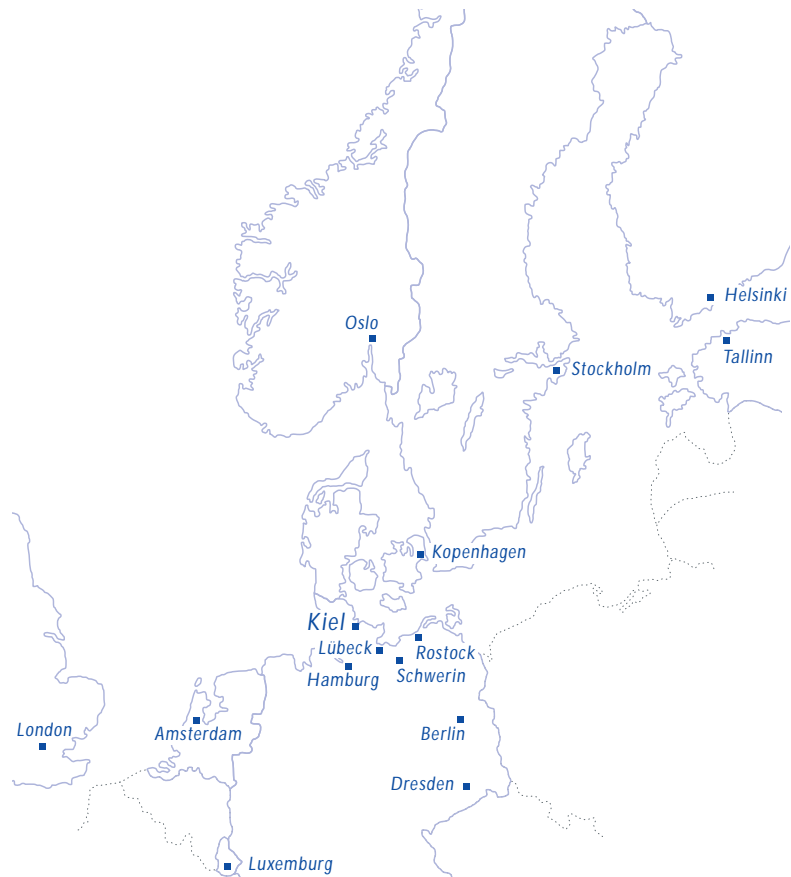 Helsinki
Oslo
Tallinn
Stockholm
Kopenhagen
Kiel
Lübeck
Rostock
Hamburg
Schwerin
London
Amsterdam
Berlin
Dresden
Luxemburg